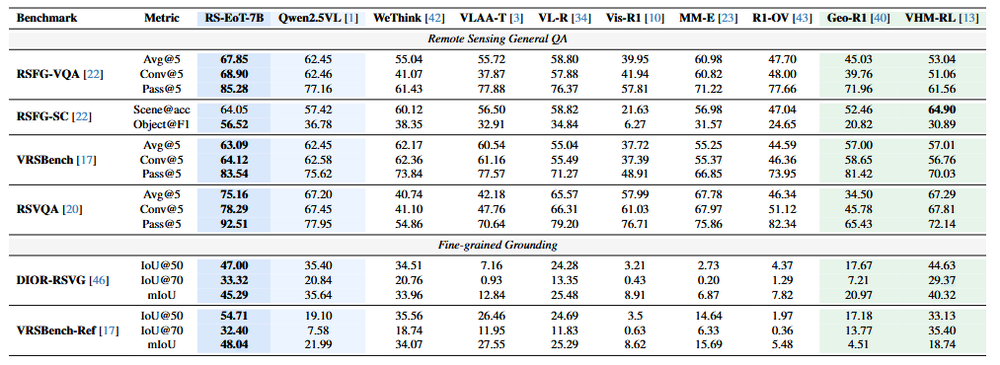 Benchmark Metric RS-EoT-7B Qwen2.5VL [1] WeThink [42] VLAA-T [3] VL-R [34] Vis-R1 [10] MM-E [23] R1-OV [43] Geo-R1 [40] VHM-RL [13]
Remote Sensing General QA
RSFG-VQA [22] Avg@5 67.85 62.45 55.04 55.72 58.80 39.95 60.98 47.70 45.03 53.04
Conv@5 68.90 62.46 41.07 37.87 57.88 41.94 60.82 48.00 39.76 51.06
Pass@5 85.28 77.16 61.43 77.88 76.37 57.81 71.22 77.66 71.96 61.56
RSFG-SC [22] Scene@acc 64.05 57.42 60.12 56.50 58.82 21.63 56.98 47.04 52.46 64.90
Object@F1 56.52 36.78 38.35 32.91 34.84 6.27 31.57 24.65 20.82 30.89
VRSBench [17] Avg@5 63.09 62.45 62.17 60.54 55.04 37.72 55.25 44.59 57.00 57.01
Conv@5 64.12 62.58 62.36 61.16 55.49 37.39 55.37 46.36 58.65 56.76
Pass@5 83.54 75.62 73.84 77.57 71.27 48.91 66.85 73.95 81.42 70.03
RSVQA [20] Avg@5 75.16 67.20 40.74 42.18 65.57 57.99 67.78 46.34 34.50 67.29
Conv@5 78.29 67.45 41.10 47.76 66.31 61.03 67.97 51.12 45.78 67.81
Pass@5 92.51 77.95 54.86 70.64 79.20 76.71 75.86 82.34 65.43 72.14
Fine-grained Grounding
DIOR-RSVG [46] IoU@50 47.00 35.40 34.51 7.16 24.28 3.21 2.73 4.37 17.67 44.63
IoU@70 33.32 20.84 20.76 0.93 13.35 0.43 0.20 1.29 7.21 29.37
mIoU 45.29 35.64 33.96 12.84 25.48 8.91 6.87 7.82 20.97 40.32
VRSBench-Ref [17] IoU@50 54.71 19.10 35.56 26.46 24.69 3.5 14.64 1.97 17.18 33.13
IoU@70 32.40 7.58 18.74 11.95 11.83 0.63 6.33 0.36 13.77 35.40
mIoU 48.04 21.99 34.07 27.55 25.29 8.62 15.69 5.48 4.51 18.74